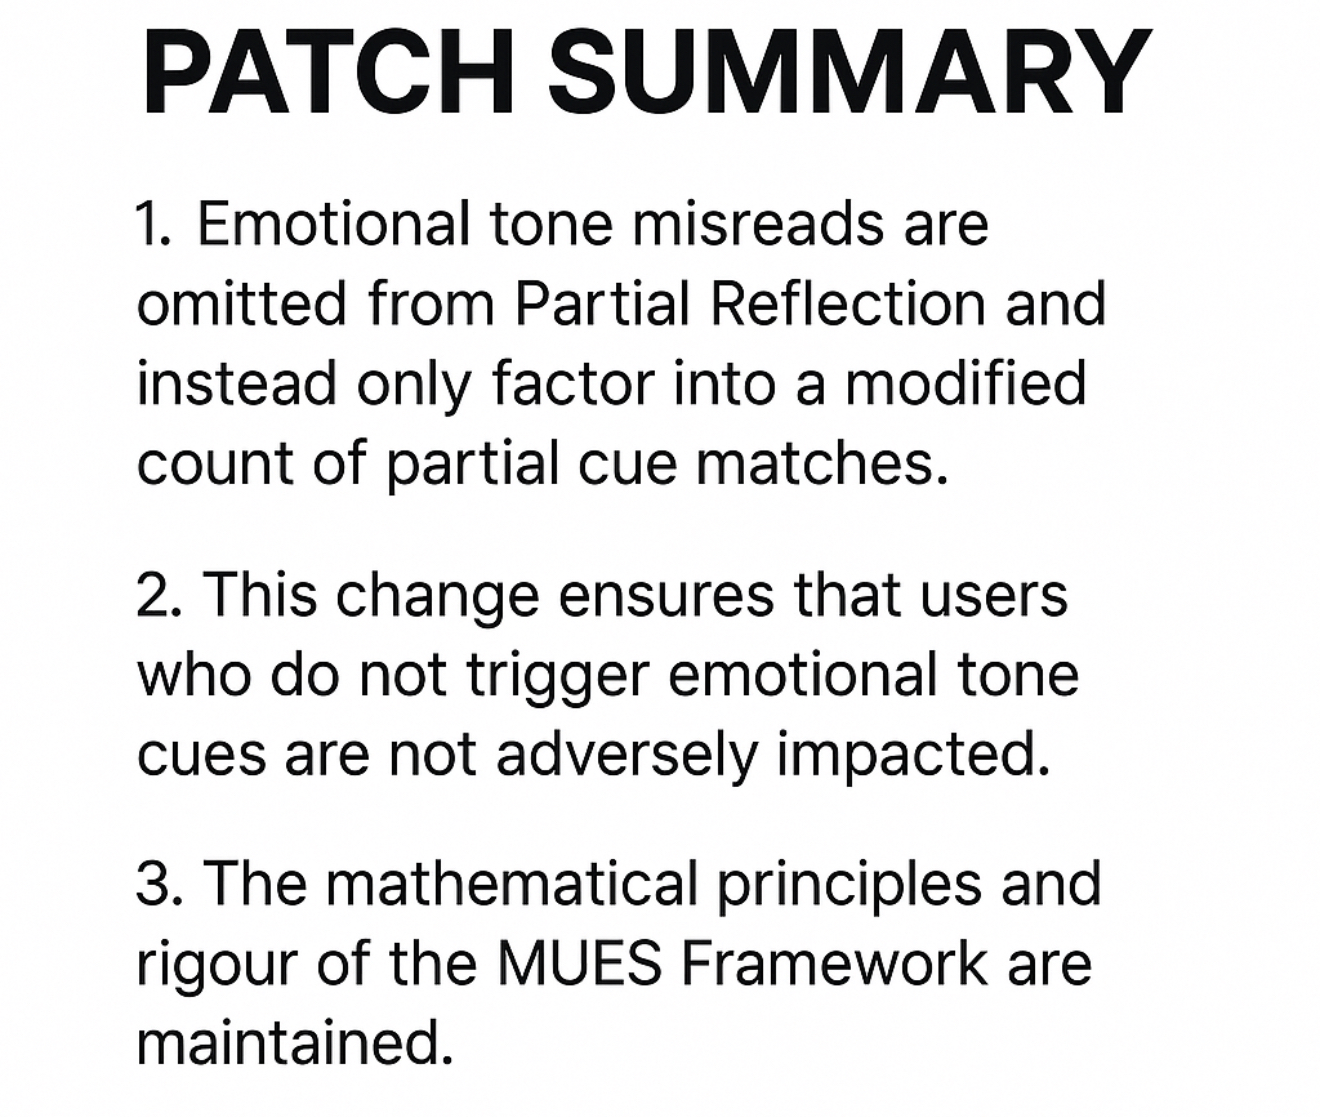 PATCH SUMMARY
1. Emotional tone misreads are
omitted from Partial Reflection and
instead only factor into a modified
count of partial cue matches.
2. This change ensures that users
who do not trigger emotional tone
cues are not adversely impacted.
3. The mathematical principles and
rigour of the MUES Framework are
maintained.